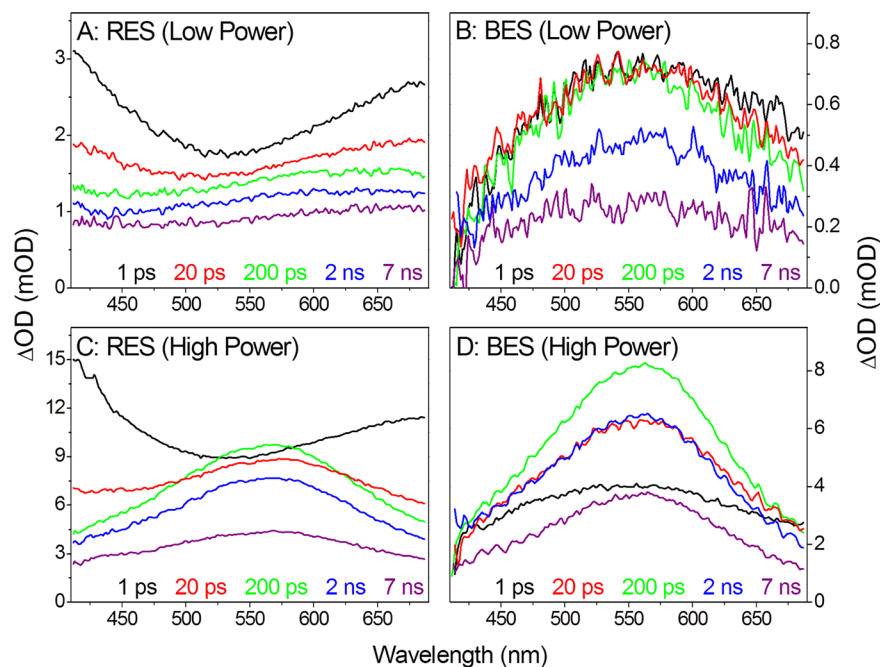 A: RES (Low Power)
B: BES (Low Power)
3
2
1
0
0.8
0.6
0.4
0.2
0.0
1 ps 20 ps 200 ps 2 ns 7 ns
1 ps 20 ps 200 ps 2 ns 7 ns
450 500 550 600 650
450 500 550 600 650
ΔOD (mOD)
ΔOD (mOD)
C: RES (High Power)
D: BES (High Power)
15
12
9
6
3
0
8
6
4
2
0
1 ps 20 ps 200 ps 2 ns 7 ns
1 ps 20 ps 200 ps 2 ns 7 ns
450 500 550 600 650
450 500 550 600 650
Wavelength (nm)